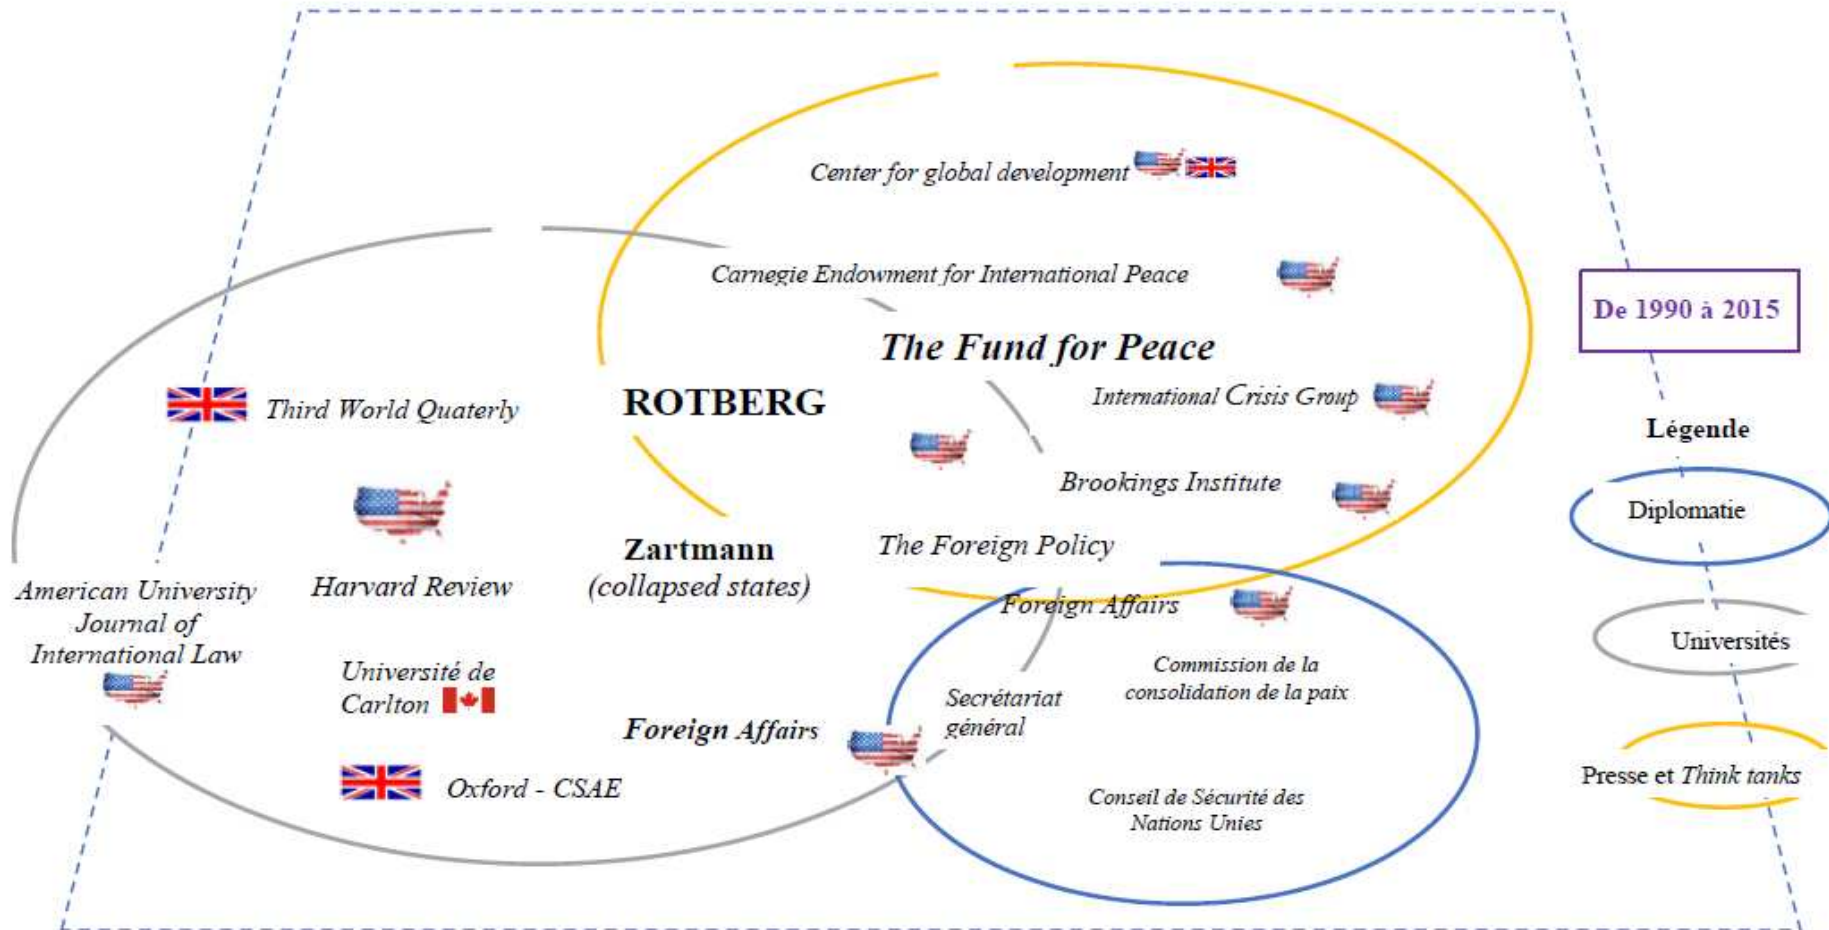 Center for global development
Carnegie Endowment for International Peace
De 1990 à 2015
The Fund for Peace
ROTBERG
International Crisis Group
Third World Quaterly
Légende
Brookings Institute
Diplomatie
Zartmann
(collapsed states)
The Foreign Policy
American University
Journal of
International Law
Harvard Review
Foreign Affairs
Universités
Université de
Carlton
Commission de la
consolidation de la paix
Secrétariat
général
Foreign Affairs
Presse et Think tanks
Oxford - CSAE
Conseil de Sécurité des
Nations Unies